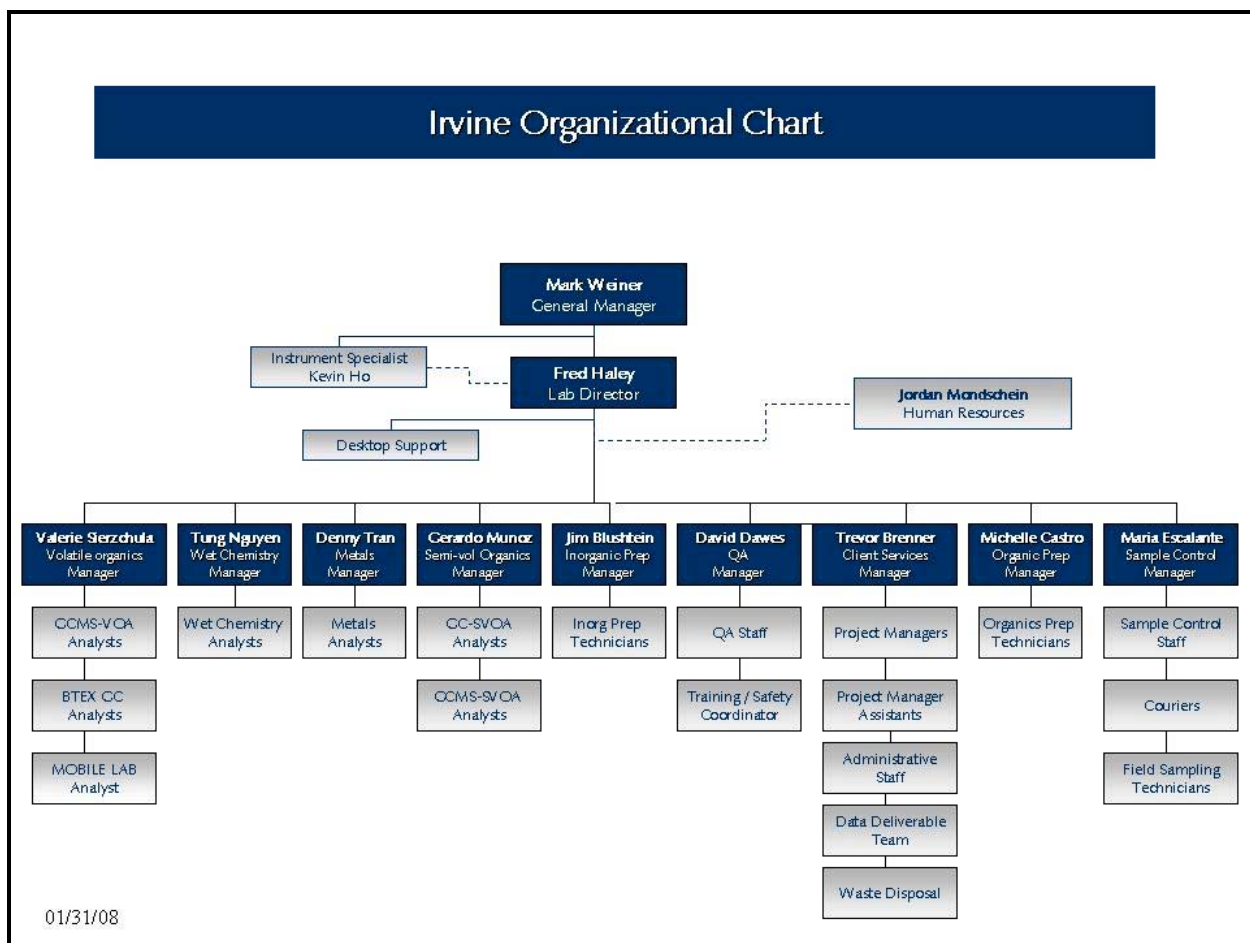 Irvine Organizational Chart
Mark Weiner
General Manager
Instrument Specialist
Kevin Ho
Fred Haley
Lab Director
Jordan Mondschein
Human Resources
Desktop Support
Valerie Sierzchula
Volatile organics
Manager
Tung Nguyen
Wet Chemistry
Manager
Denny Tran
Metals
Manager
Gerardo Munoz
Semi-vol Organics
Manager
Jim Blushtein
Inorganic Prep
Manager
David Dawes
QA
Manager
Trevor Brenner
Client Services
Manager
Michelle Castro
Organic Prep
Manager
Maria Escalante
Sample Control
Manager
GCMS-VOA
Analysts
Wet Chemistry
Analysts
Metals
Analysts
GC-SVOA
Analysts
Inorg Prep
Technicians
QA Staff
Project Managers
Organics Prep
Technicians
Sample Control
Staff
BTEX GC
Analysts
GCMS-SVOA
Analysts
Training / Safety
Coordinator
Project Manager
Assistants
Couriers
MOBILE LAB
Analyst
Administrative
Staff
Field Sampling
Technicians
Data Deliverable
Team
Waste Disposal
01/31/08